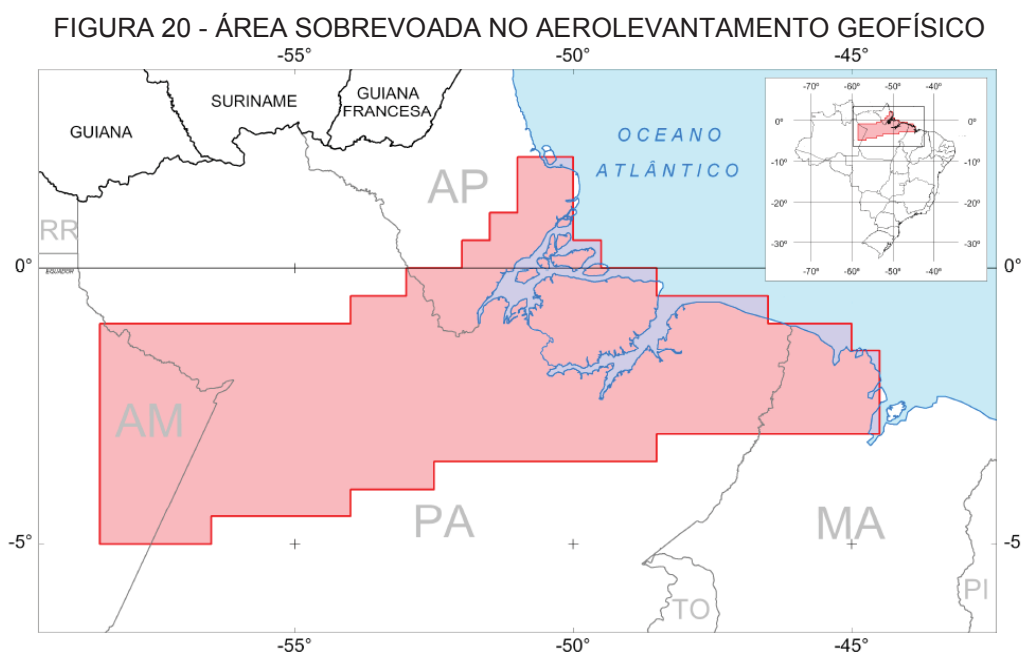 FIGURA 20 - ÁREA SOBREVOADA NO AEROLEVANTAMENTO GEOFÍSICO
-55° -50° -45°
GUIANA
SURINAME
GUIANA
FRANCESA
OCEANO
ATLÂNTICO
AP
RR
EQUADOR
0° 0°
AM
PA
MA
-5° -5
TO
PI
-55° -50° -45°
-70° -60° -50° -40°
0° 0°
-10° -10°
-20° -20°
-30° -30°
-70° -60° -50° -40°